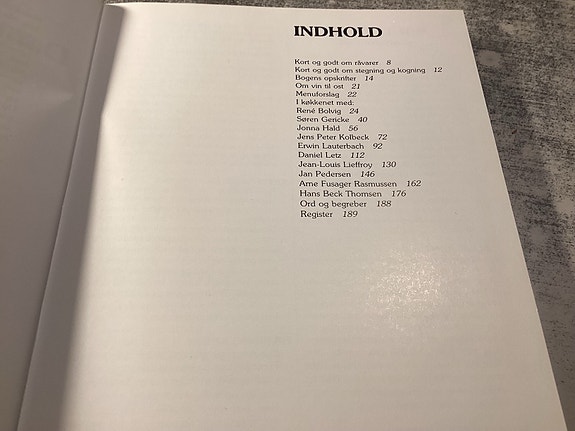 INDHOLD
Kort og godt om råvarer 8
Kort og godt om stegning og kogning 12
Bogens opskrifter 14
Om vin til ost 21
Menuforslag 22
I køkkenet med:
René Bolvig 24
Søren Gericke 40
Jonna Hald 56
Jens Peter Kolbeck 72
Erwin Lauterbach 92
Daniel Letz 112
Jean-Louis Lieffroy 130
Jan Pedersen 146
Arne Fusager Rasmussen 162
Hans Beck Thomsen 176
Ord og begreber 188
Register 189